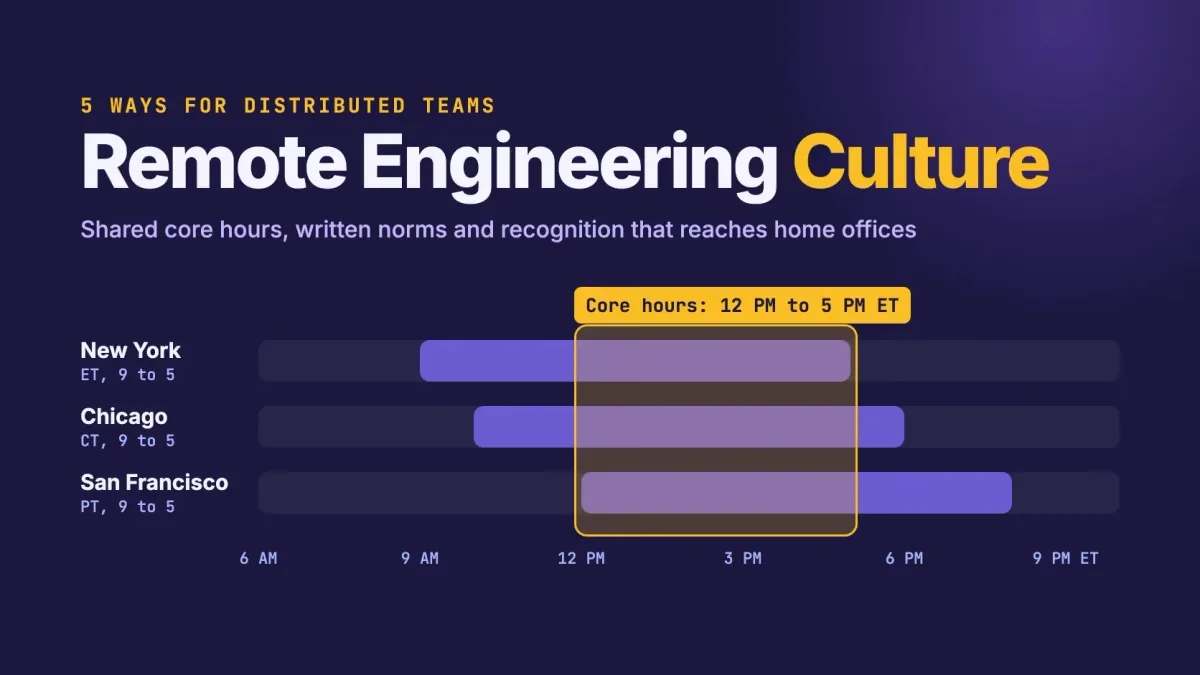 5 WAYS FOR DISTRIBUTED TEAMS
Remote Engineering Culture
Shared core hours, written norms and recognition that reaches home offices
Core hours: 12 PM to 5 PM ET
New York
ET, 9 to 5
Chicago
CT, 9 to 5
San Francisco
PT, 9 to 5
6 AM 9 AM 12 PM 3 PM 6 PM 9 PM ET